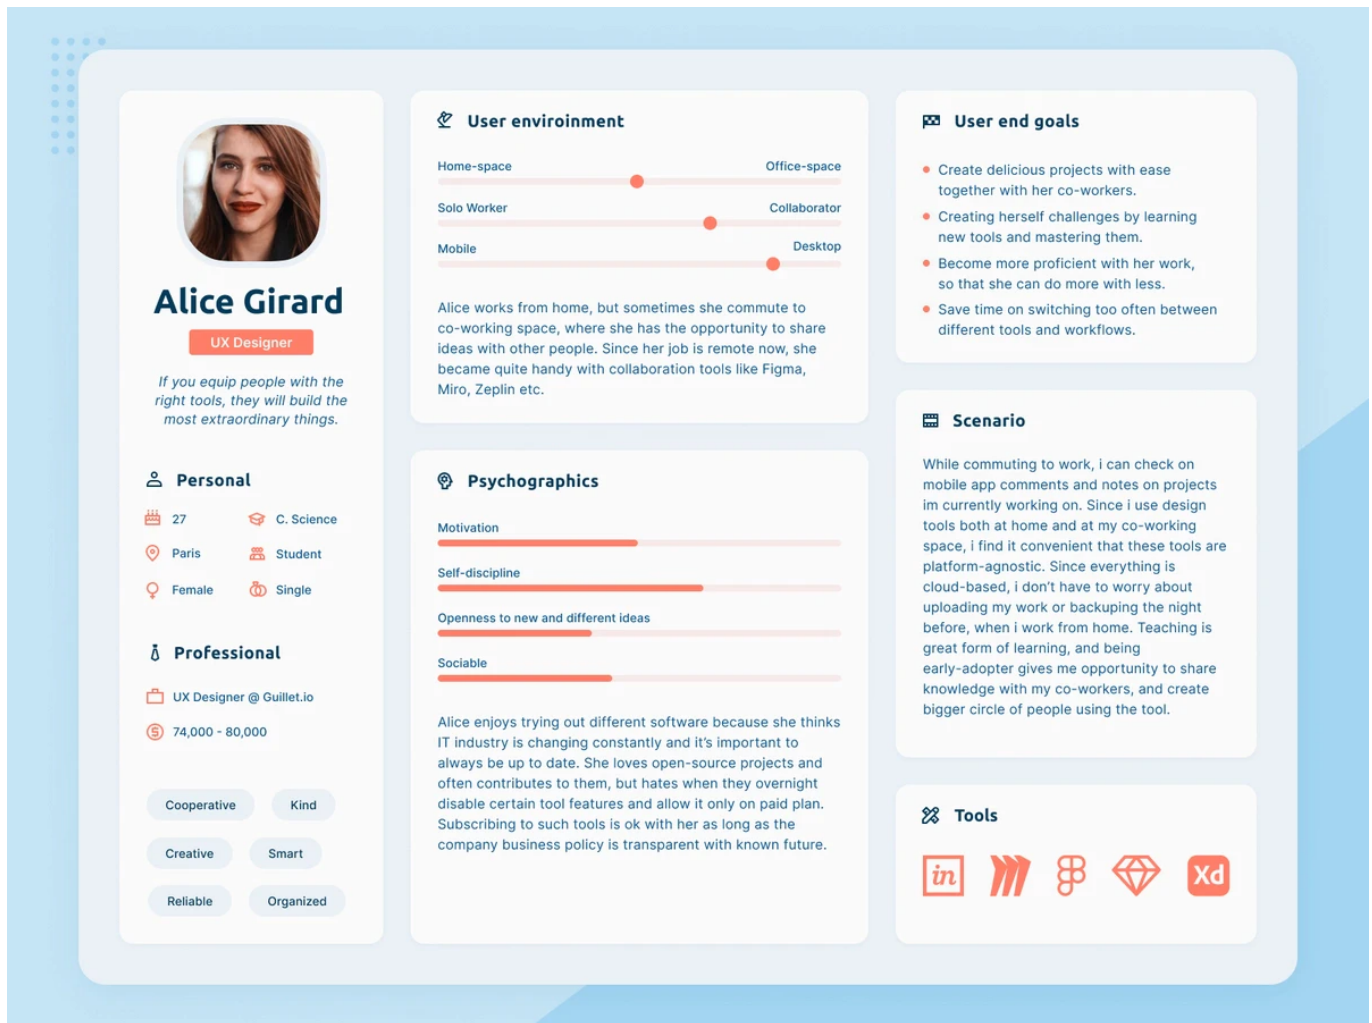 Alice Girard
UX Designer
If you equip people with the
right tools, they will build the
most extraordinary things.
Personal
27
C. Science
Paris
Student
Female
Single
Professional
UX Designer @ Guillet.io
74,000 - 80,000
Cooperative
Kind
Creative
Smart
Reliable
Organized
User enviroinment
Home-space
Office-space
Solo Worker
Collaborator
Mobile
Desktop
Alice works from home, but sometimes she commute to
co-working space, where she has the opportunity to share
ideas with other people. Since her job is remote now, she
became quite handy with collaboration tools like Figma,
Miro, Zeplin etc.
Psychographics
Motivation
Self-discipline
Openness to new and different ideas
Sociable
Alice enjoys trying out different software because she thinks
IT industry is changing constantly and it’s important to
always be up to date. She loves open-source projects and
often contributes to them, but hates when they overnight
disable certain tool features and allow it only on paid plan.
Subscribing to such tools is ok with her as long as the
company business policy is transparent with known future.
User end goals
Create delicious projects with ease
together with her co-workers.
Creating herself challenges by learning
new tools and mastering them.
Become more proficient with her work,
so that she can do more with less.
Save time on switching too often between
different tools and workflows.
Scenario
While commuting to work, i can check on
mobile app comments and notes on projects
im currently working on. Since i use design
tools both at home and at my co-working
space, i find it convenient that these tools are
platform-agnostic. Since everything is
cloud-based, i don’t have to worry about
uploading my work or backuping the night
before, when i work from home. Teaching is
great form of learning, and being
early-adopter gives me opportunity to share
knowledge with my co-workers, and create
bigger circle of people using the tool.
Tools
in
Xd